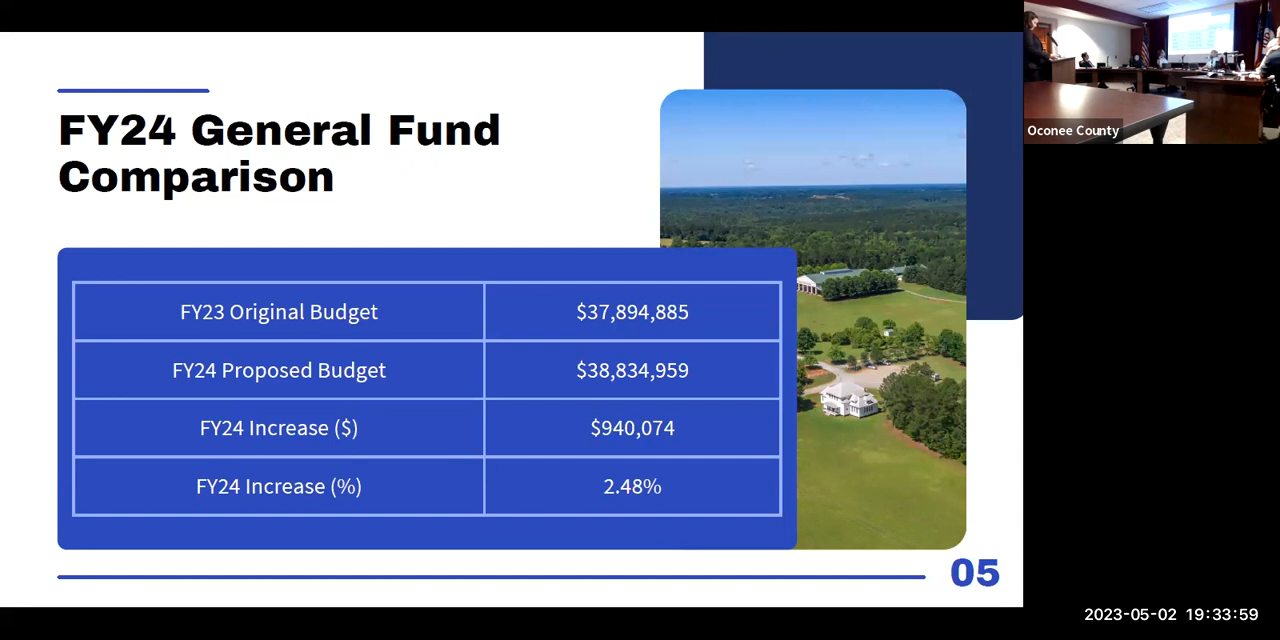 FY24 General Fund
Comparison
FY23 Original Budget $37,894,885
FY24 Proposed Budget $38,834,959
FY24 Increase ($) $940,074
FY24 Increase (%) 2.48%
05
Oconee County
2023-05-02 19:33:59